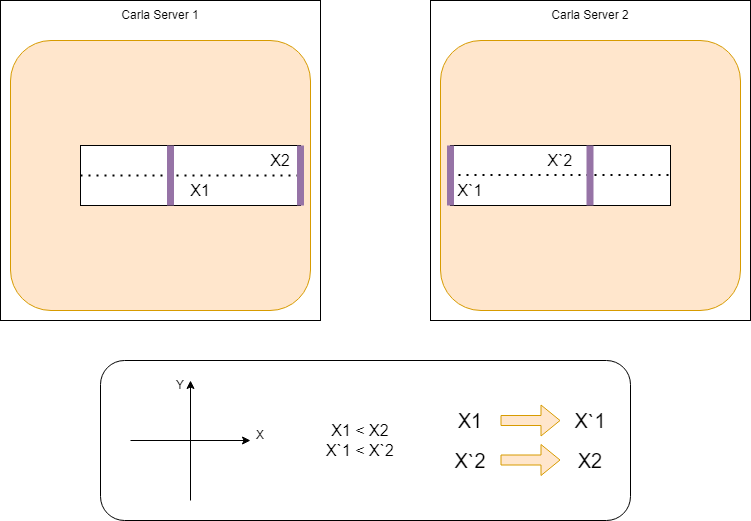 Carla Server 1
Carla Server 2
X2
X1
X`2
X`1
Y
X
X1 < X2
X`1 < X`2
X1
X`1
X`2
X2